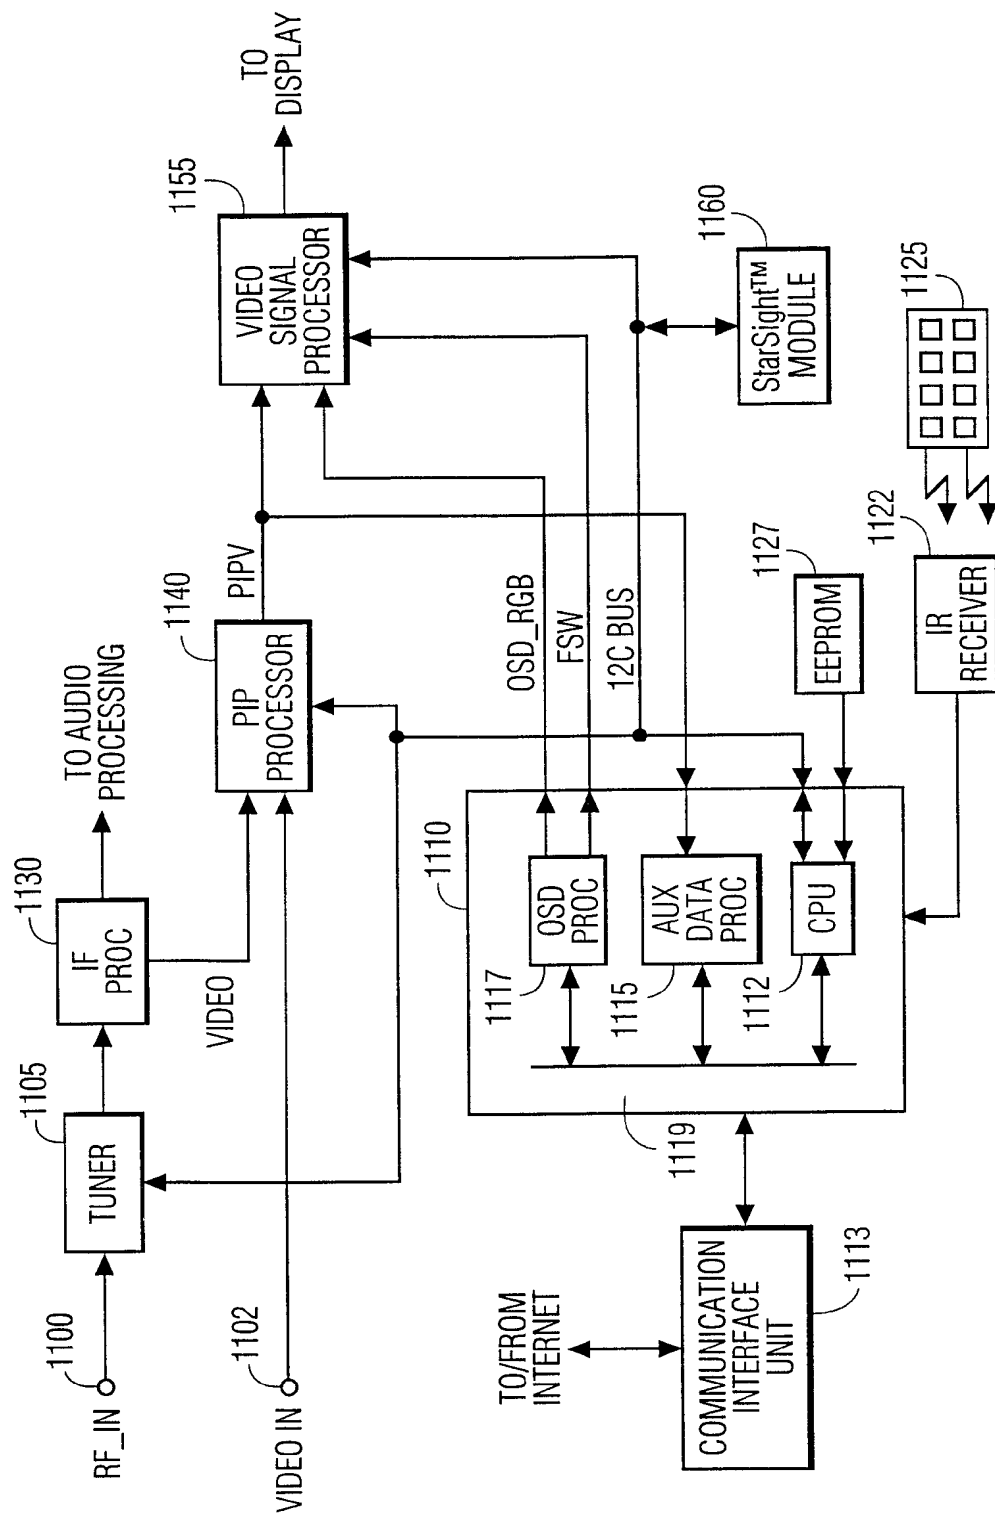 RF_IN
1100
TUNER
1105
IF
PROC
1130
TO AUDIO
PROCESSING
VIDEO IN
1102
VIDEO
PIP
PROCESSOR
1140
PIPV
VIDEO
SIGNAL
PROCESSOR
1155
TO
DISPLAY
OSD_RGB
FSW
12C BUS
1110
OSD
PROC
1117
AUX
DATA
PROC
1115
CPU
1112
1119
StarSight™
MODULE
1160
EEPROM
1127
IR
RECEIVER
1122
1125
TO/FROM
INTERNET
COMMUNICATION
INTERFACE
UNIT
1113